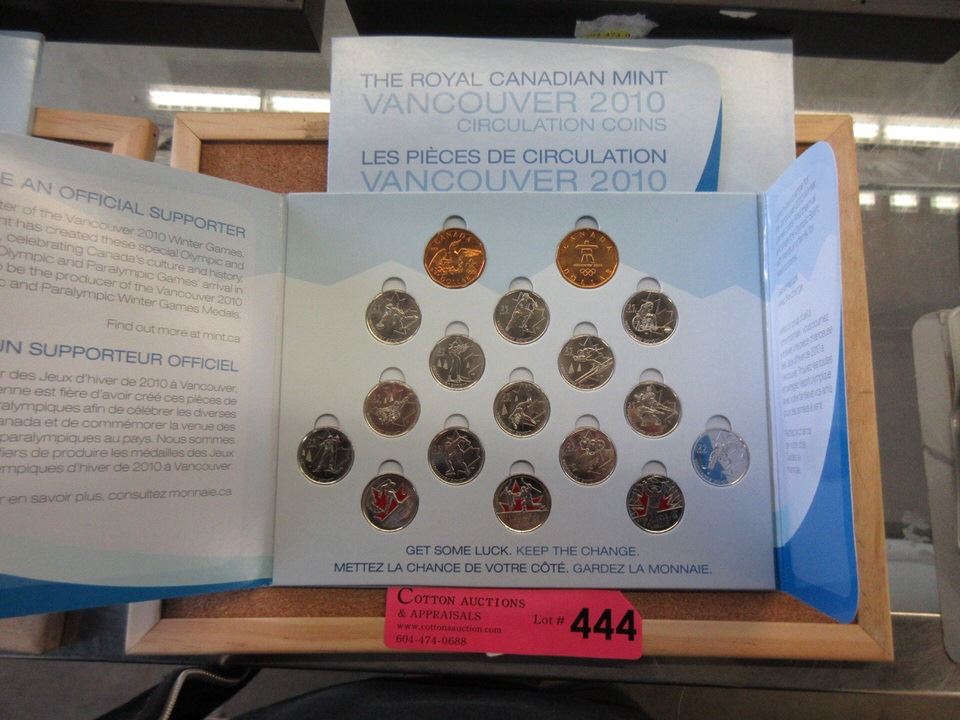 THE ROYAL CANADIAN MINT
VANCOUVER 2010
CIRCULATION COINS
LES PIÈCES DE CIRCULATION
VANCOUVER 2010
E AN OFFICIAL SUPPORTER
ter of the Vancouver 2010 Winter Games,
nt has created these special Olympic and
celebrating Canada's culture and history,
Olympic and Paralympic Games' arrival in
be the producer of the Vancouver 2010
c and Paralympic Winter Games Medals.
Find out more at mint.ca
UN SUPPORTEUR OFFICIEL
r des Jeux d'hiver de 2010 à Vancouver,
enne est fière d'avoir créé ces pièces de
ralympiques afin de célébrer les diverses
anada et de commémorer la venue des
paralympiques au pays. Nous sommes
fiers de produire les médailles des Jeux
mpiques d'hiver de 2010 à Vancouver.
r en savoir plus, consultez monnaie.ca
CANADA
CANADA
DOLLAR
GET SOME LUCK. KEEP THE CHANGE.
METTEZ LA CHANCE DE VOTRE CÔTÉ. GARDEZ LA MONNAIE.
COTTON AUCTIONS
& APPRAISALS
www.cottonsauction.com
604-474-0688
Lot # 444